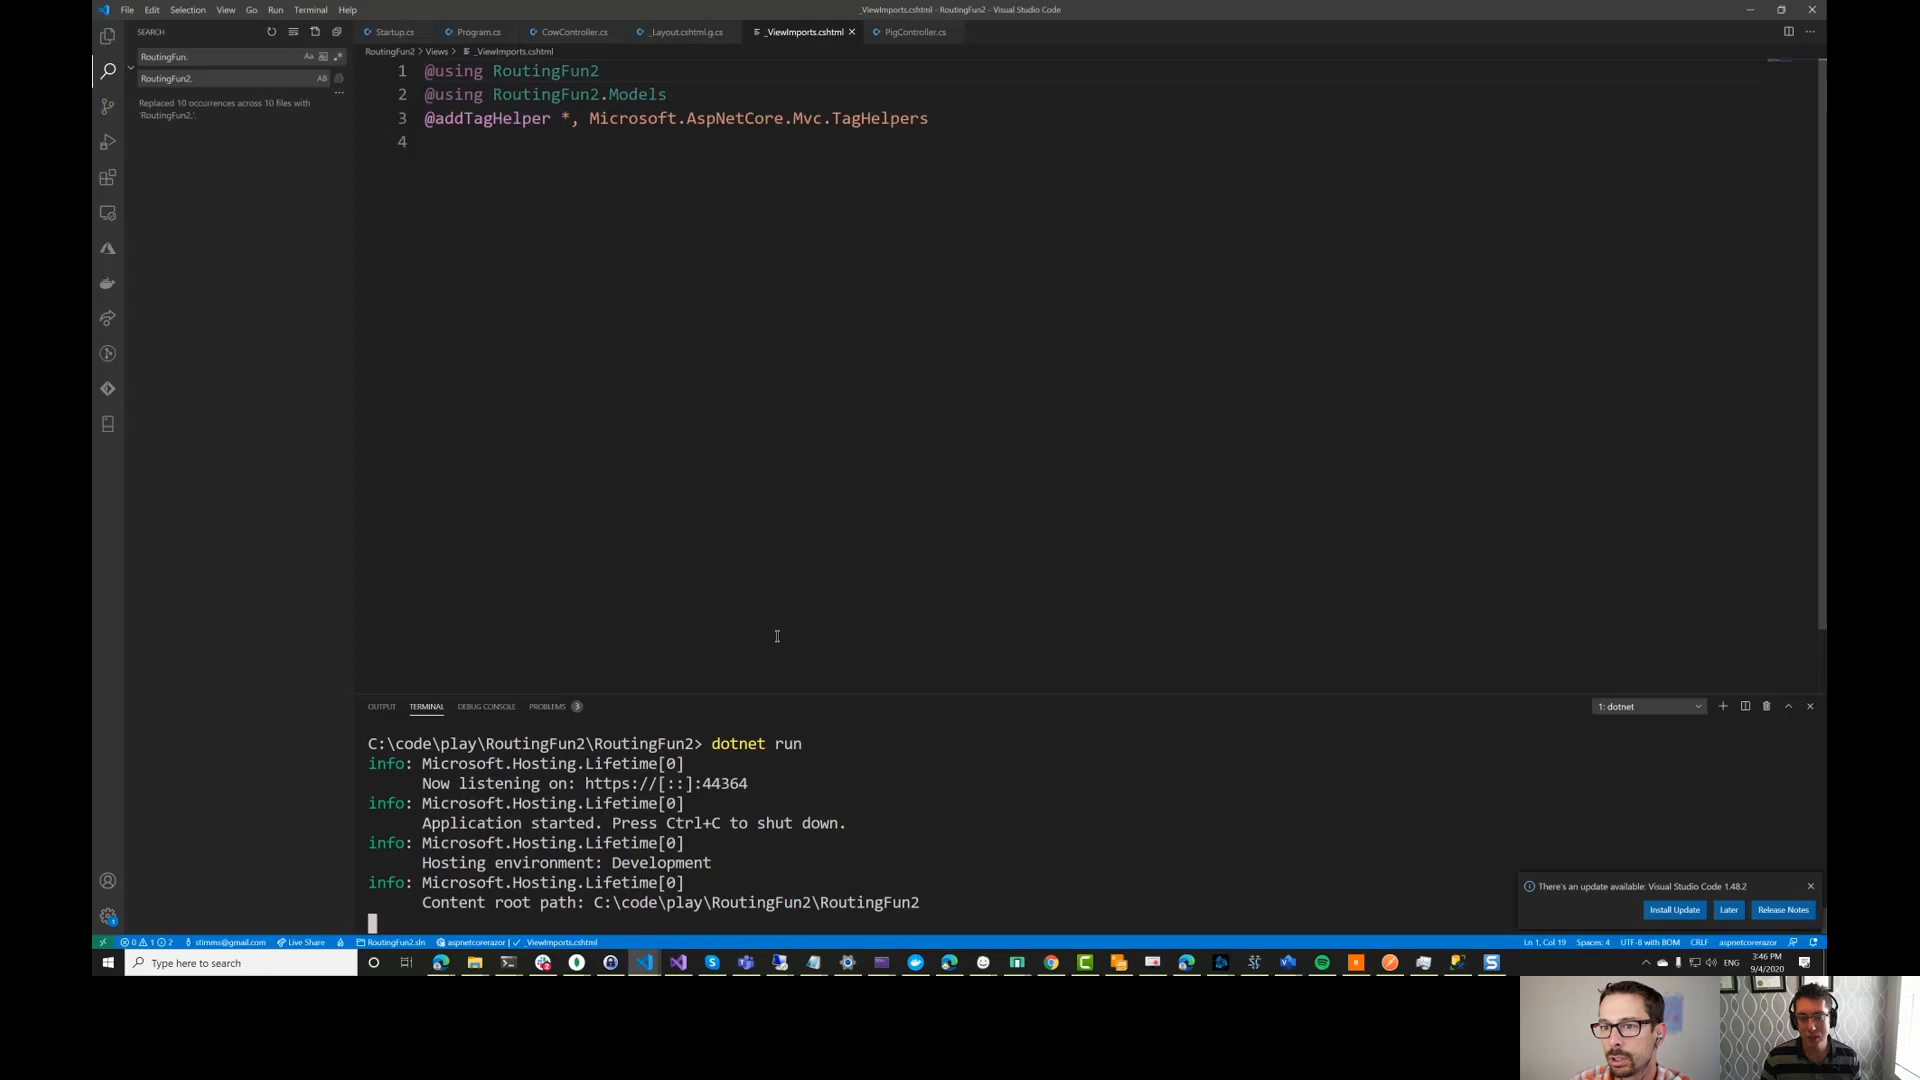 File Edit Selection View Go Run Terminal Help
_ViewImports.cshtml - RoutingFun2 - Visual Studio Code
SEARCH
Startup.cs
Program.cs
CowController.cs
_Layout.cshtml.g.cs
_ViewImports.cshtml
PigController.cs
RoutingFun.
RoutingFun2.
Replaced 10 occurrences across 10 files with
'RoutingFun2.'.
RoutingFun2 > Views > _ViewImports.cshtml
1 @using RoutingFun2
2 @using RoutingFun2.Models
3 @addTagHelper *, Microsoft.AspNetCore.Mvc.TagHelpers
4
OUTPUT TERMINAL DEBUG CONSOLE PROBLEMS 3
1: dotnet
C:\code\play\RoutingFun2\RoutingFun2> dotnet run
info: Microsoft.Hosting.Lifetime[0]
Now listening on: https://[::]:44364
info: Microsoft.Hosting.Lifetime[0]
Application started. Press Ctrl+C to shut down.
info: Microsoft.Hosting.Lifetime[0]
Hosting environment: Development
info: Microsoft.Hosting.Lifetime[0]
Content root path: C:\code\play\RoutingFun2\RoutingFun2
There's an update available: Visual Studio Code 1.48.2
Install Update
Later
Release Notes
0 1 2 stimms@gmail.com Live Share RoutingFun2.sln aspnetcorerazor | _ViewImports.cshtml
Ln 1, Col 19 Spaces: 4 UTF-8 with BOM CRLF aspnetcorerazor
Type here to search
ENG
3:46 PM
9/4/2020